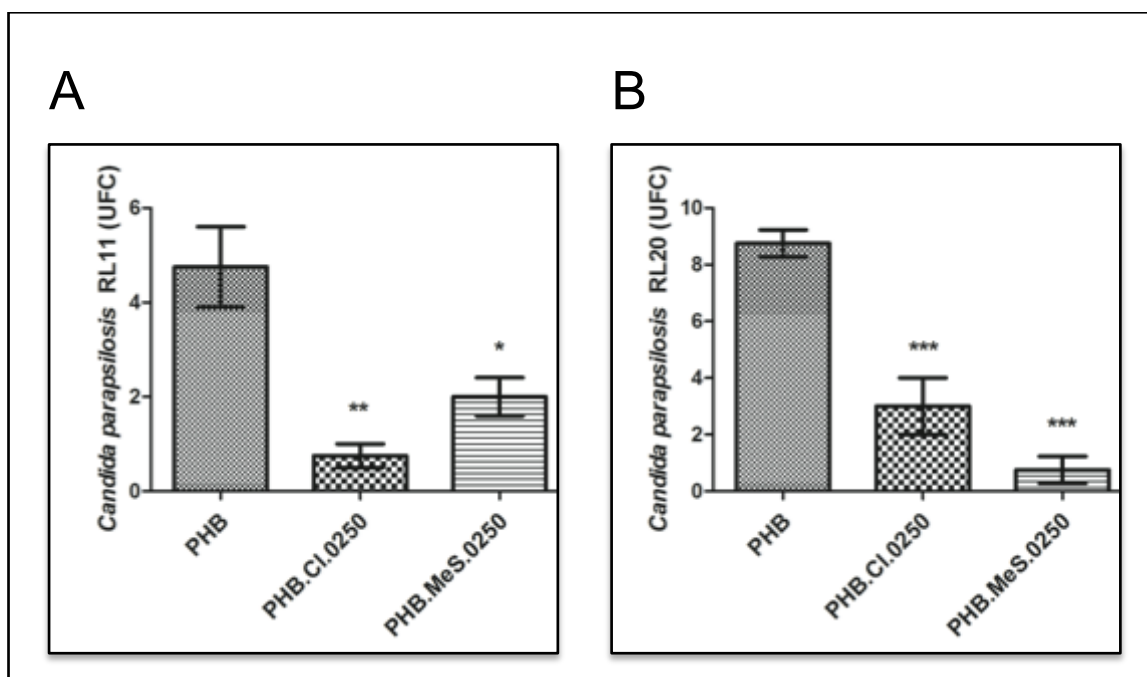 A
Candida parapsilosis RL11 (UFC)
6
4
2
0
**
*
PHB
PHB.Cl.0250
PHB.MeS.0250
B
Candida parapsilosis RL20 (UFC)
10
8
6
4
2
0
***
***
PHB
PHB.Cl.0250
PHB.MeS.0250